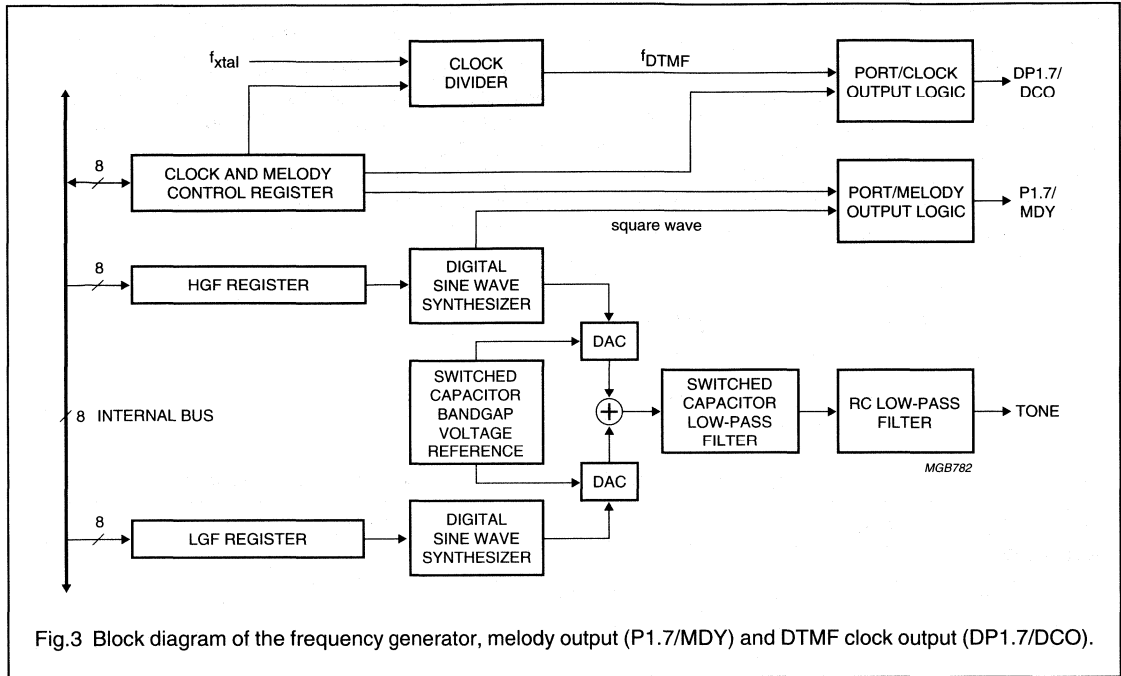 fxtal
CLOCK
DIVIDER
fDTMF
PORT/CLOCK
OUTPUT LOGIC
DP1.7/
DCO
8
CLOCK AND MELODY
CONTROL REGISTER
PORT/MELODY
OUTPUT LOGIC
P1.7/
MDY
square wave
8
HGF REGISTER
DIGITAL
SINE WAVE
SYNTHESIZER
DAC
SWITCHED
CAPACITOR
BANDGAP
VOLTAGE
REFERENCE
+
SWITCHED
CAPACITOR
LOW-PASS
FILTER
RC LOW-PASS
FILTER
TONE
8 INTERNAL BUS
MGB782
DAC
8
LGF REGISTER
DIGITAL
SINE WAVE
SYNTHESIZER
Fig.3 Block diagram of the frequency generator, melody output (P1.7/MDY) and DTMF clock output (DP1.7/DCO).